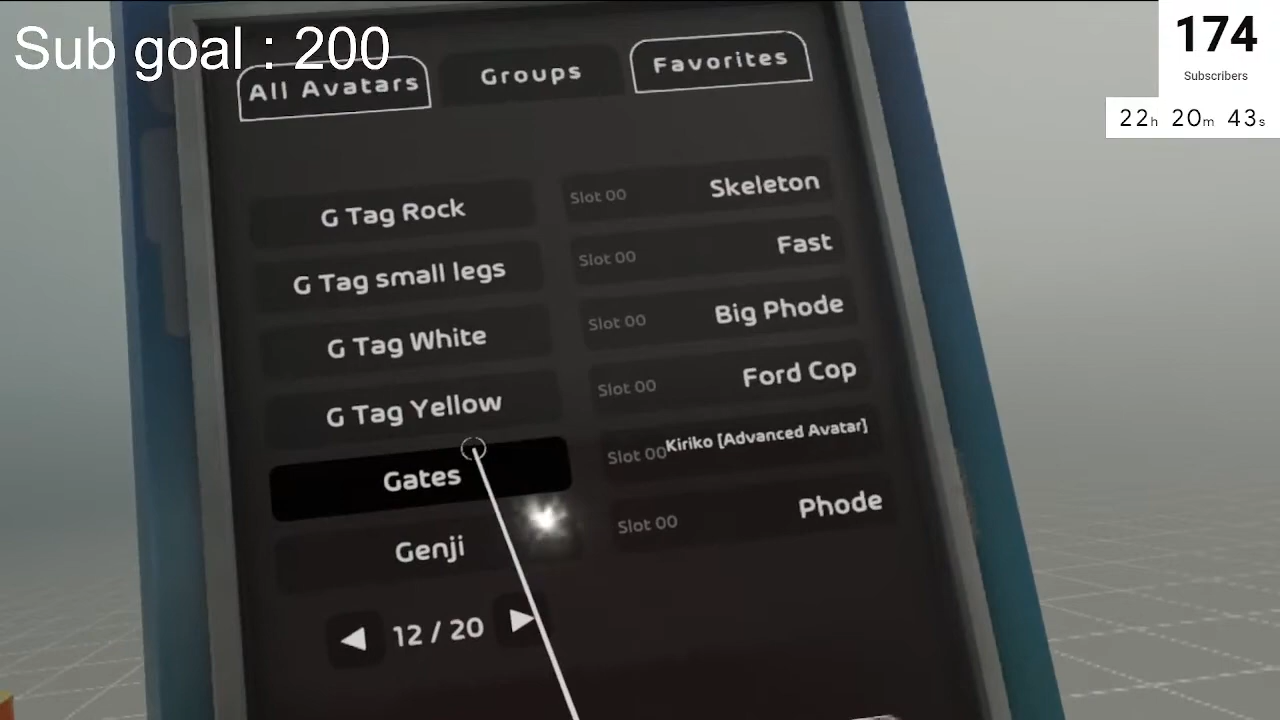 Sub goal : 200
174
Subscribers
22h 20m 43s
All Avatars
Groups
Favorites
G Tag Rock
G Tag small legs
G Tag White
G Tag Yellow
Gates
Genji
12 / 20
Slot 00 Skeleton
Slot 00 Fast
Slot 00 Big Phode
Slot 00 Ford Cop
Slot 00 Kiriko [Advanced Avatar]
Slot 00 Phode